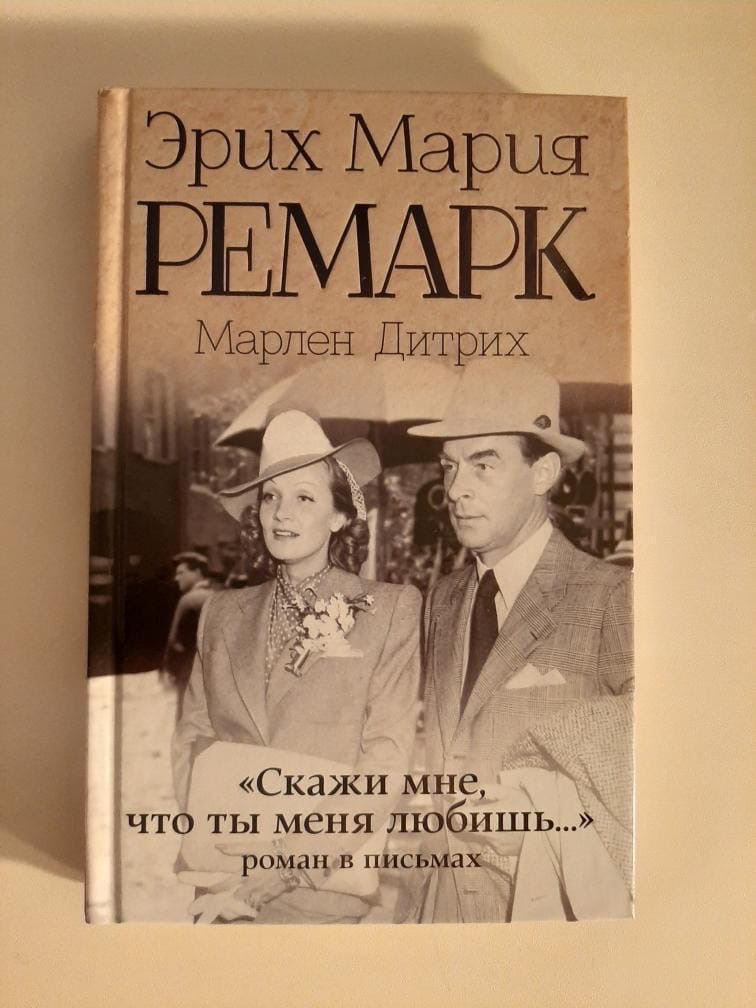 Эрих Мария
РЕМАРК
Марлен Дитрих
«Скажи мне,
что ты меня любишь...»
роман в письмах